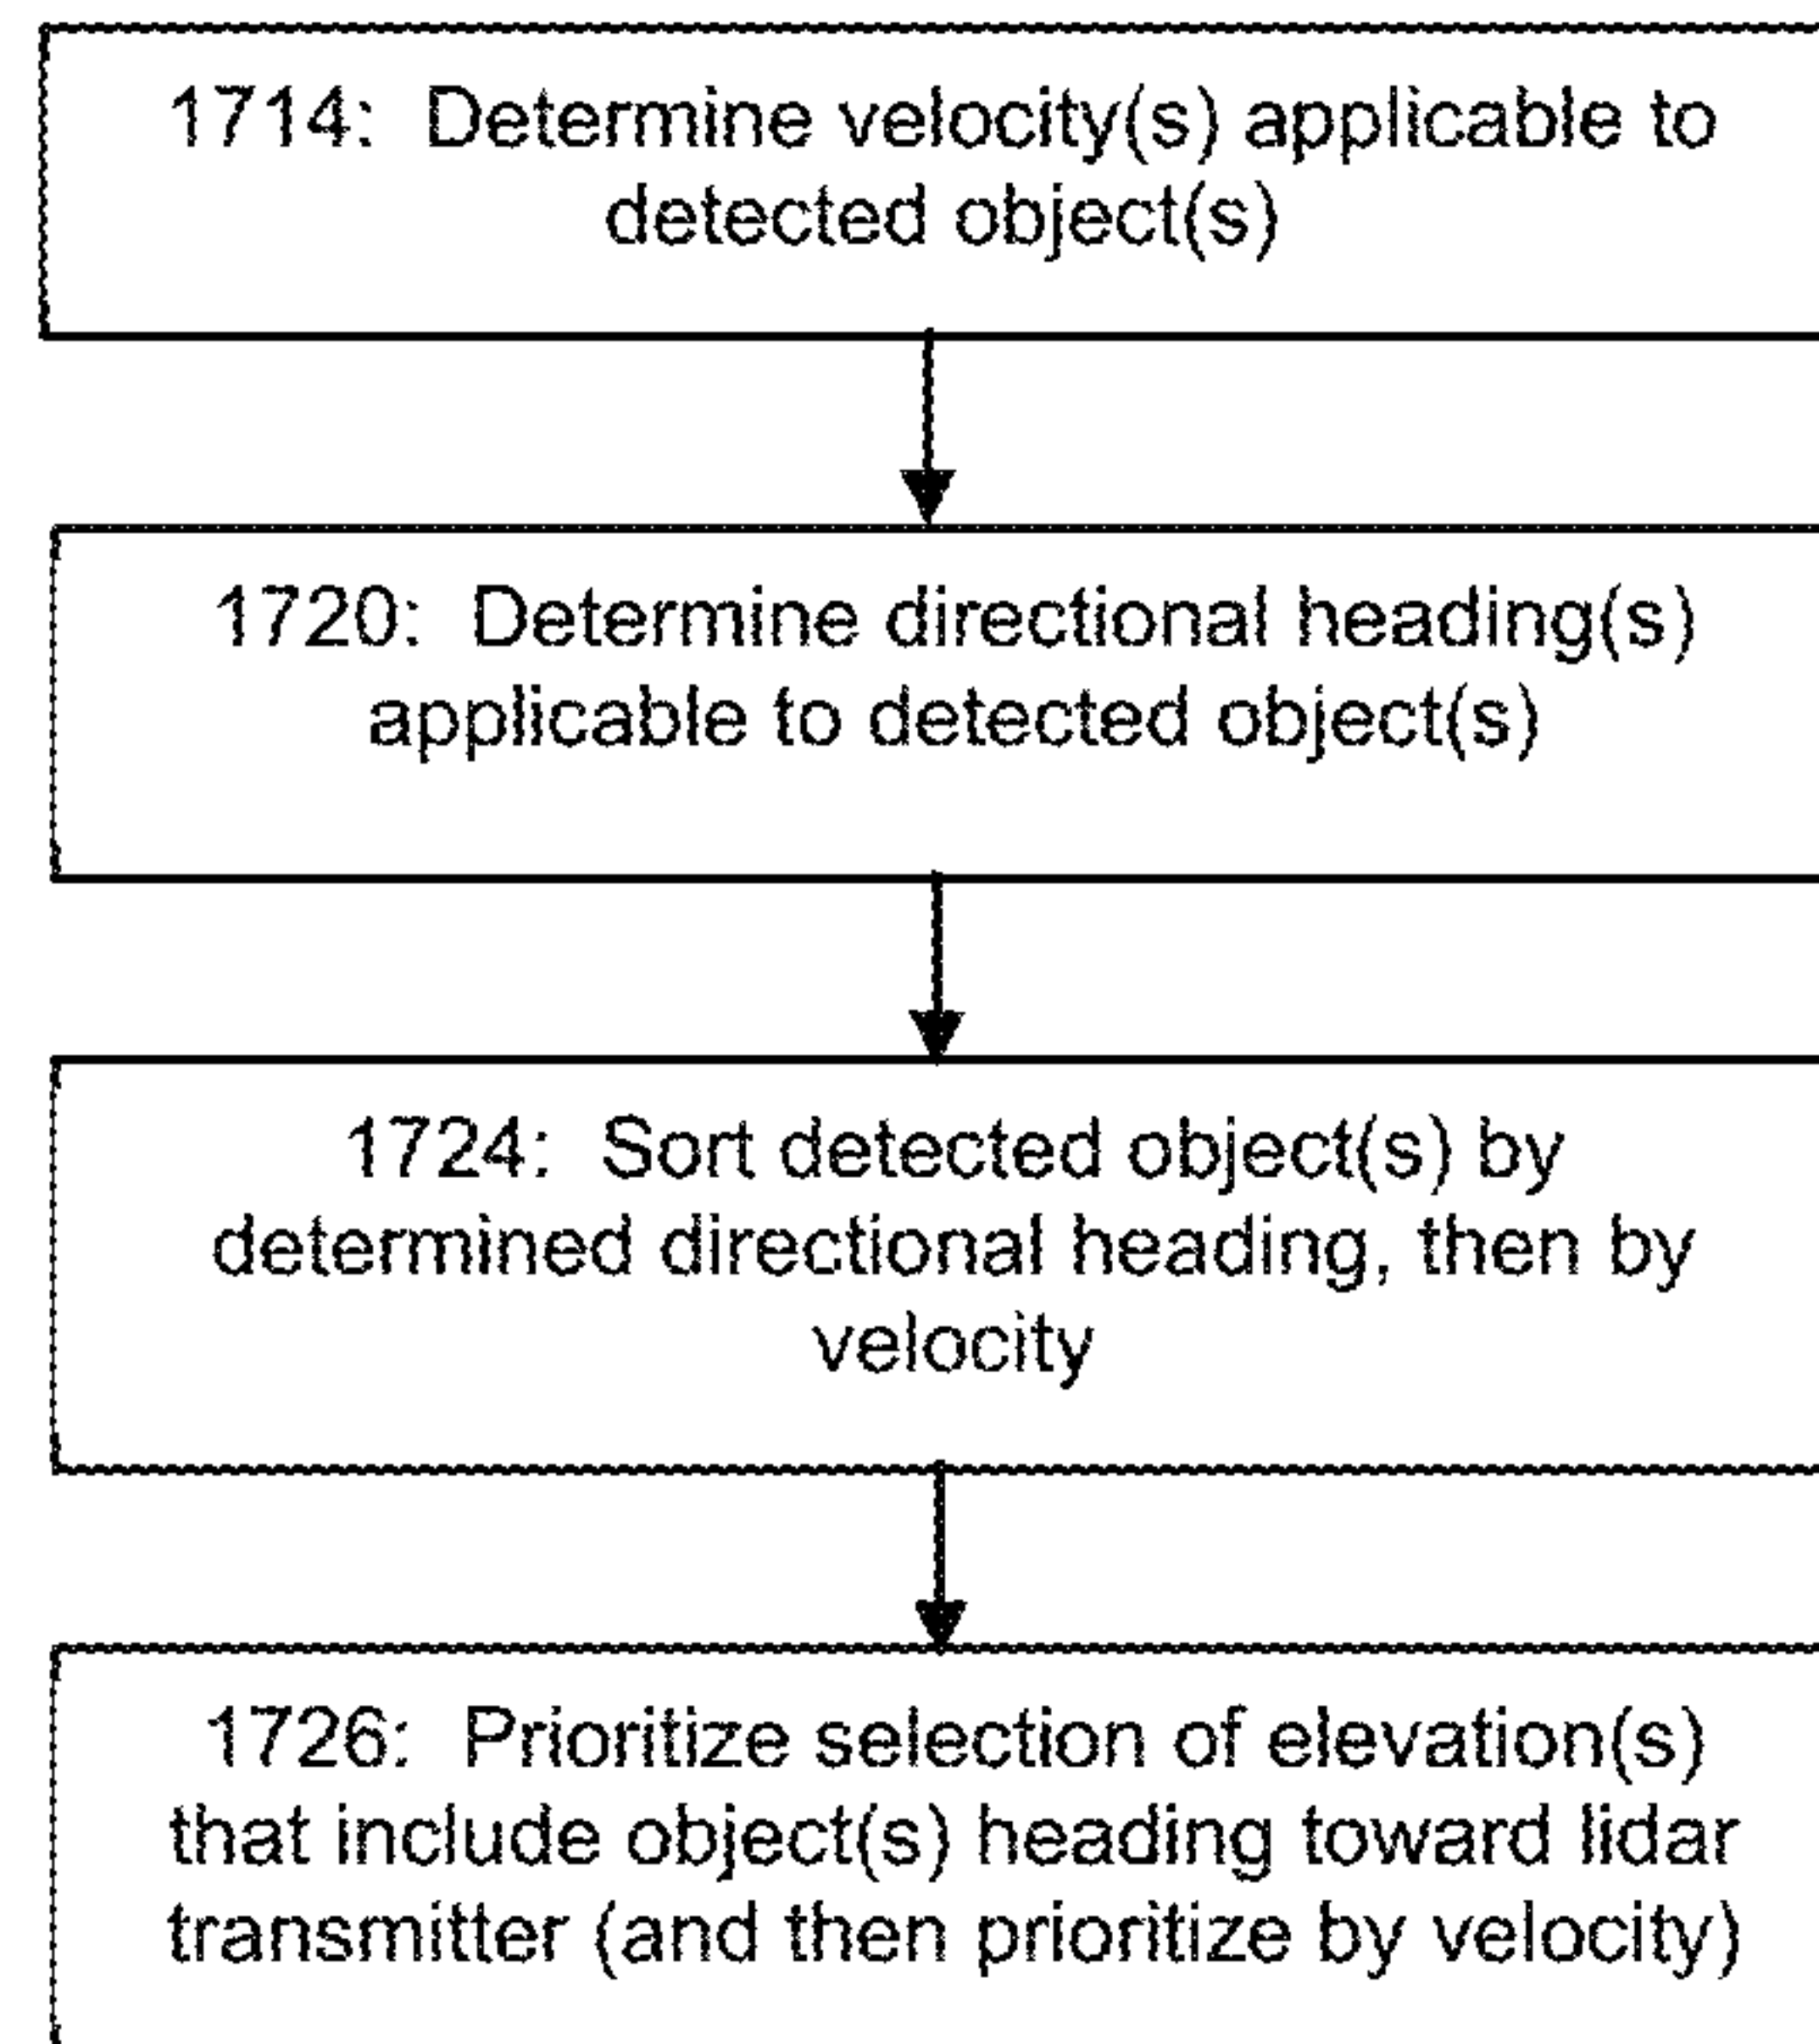 1714: Determine velocity(s) applicable to
detected object(s)
1720: Determine directional heading(s)
applicable to detected object(s)
1724: Sort detected object(s) by
determined directional heading, then by
velocity
1726: Prioritize selection of elevation(s)
that include object(s) heading toward lidar
transmitter (and then prioritize by velocity)